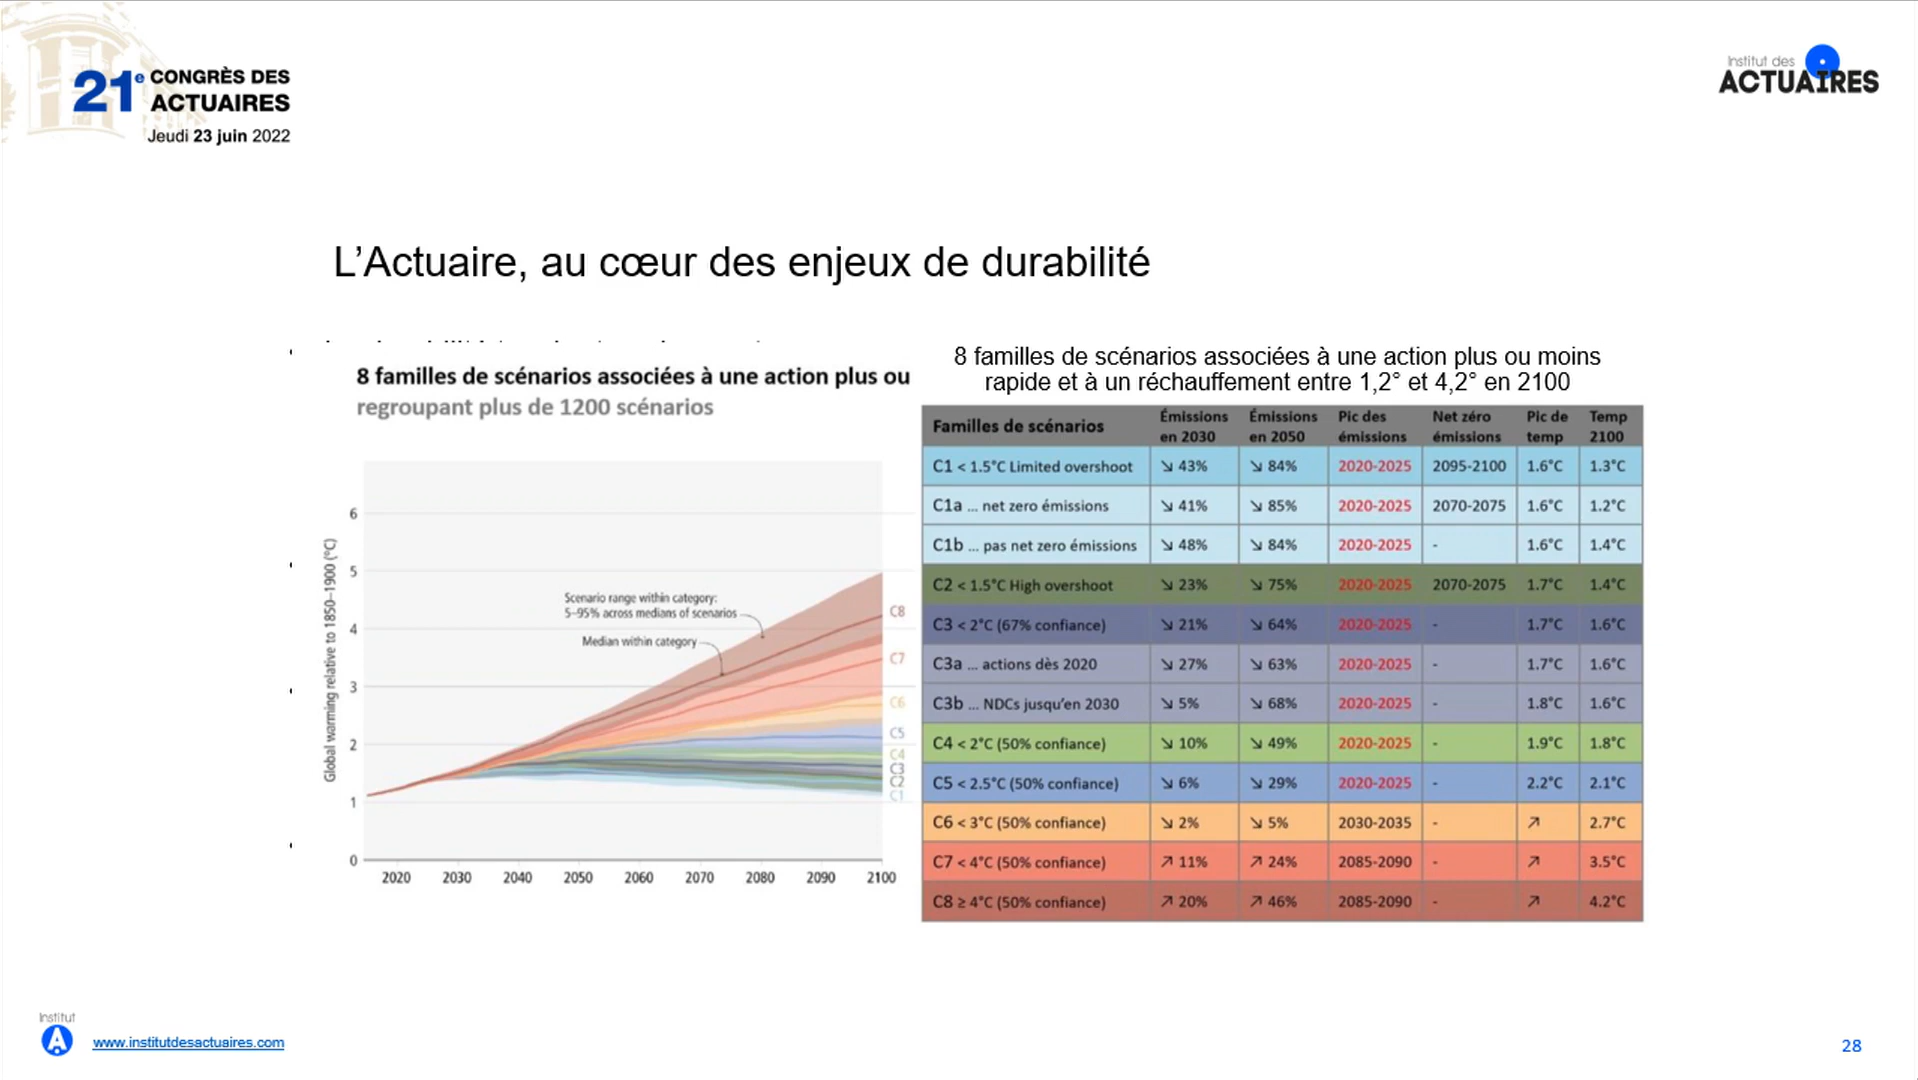 21e CONGRÈS DES
ACTUAIRES
Jeudi 23 juin 2022
Institut des
ACTUAIRES
L’Actuaire, au cœur des enjeux de durabilité
8 familles de scénarios associées à une action plus ou
regroupant plus de 1200 scénarios
Global warming relative to 1850–1900 (°C)
6
5
4
3
2
1
0
Scenario range within category:
5–95% across medians of scenarios
Median within category
C8
C7
C6
C5
C4
C3
C2
C1
2020 2030 2040 2050 2060 2070 2080 2090 2100
8 familles de scénarios associées à une action plus ou moins
rapide et à un réchauffement entre 1,2° et 4,2° en 2100
Familles de scénarios Émissions en 2030 Émissions en 2050 Pic des émissions Net zéro émissions Pic de temp Temp 2100
C1 < 1.5°C Limited overshoot ↘ 43% ↘ 84% 2020-2025 2095-2100 1.6°C 1.3°C
C1a ... net zero émissions ↘ 41% ↘ 85% 2020-2025 2070-2075 1.6°C 1.2°C
C1b ... pas net zero émissions ↘ 48% ↘ 84% 2020-2025 - 1.6°C 1.4°C
C2 < 1.5°C High overshoot ↘ 23% ↘ 75% 2020-2025 2070-2075 1.7°C 1.4°C
C3 < 2°C (67% confiance) ↘ 21% ↘ 64% 2020-2025 - 1.7°C 1.6°C
C3a ... actions dès 2020 ↘ 27% ↘ 63% 2020-2025 - 1.7°C 1.6°C
C3b ... NDCs jusqu’en 2030 ↘ 5% ↘ 68% 2020-2025 - 1.8°C 1.6°C
C4 < 2°C (50% confiance) ↘ 10% ↘ 49% 2020-2025 - 1.9°C 1.8°C
C5 < 2.5°C (50% confiance) ↘ 6% ↘ 29% 2020-2025 - 2.2°C 2.1°C
C6 < 3°C (50% confiance) ↘ 2% ↘ 5% 2030-2035 - ↗ 2.7°C
C7 < 4°C (50% confiance) ↗ 11% ↗ 24% 2085-2090 - ↗ 3.5°C
C8 ≥ 4°C (50% confiance) ↗ 20% ↗ 46% 2085-2090 - ↗ 4.2°C
Institut
A
www.institutdesactuaires.com
28